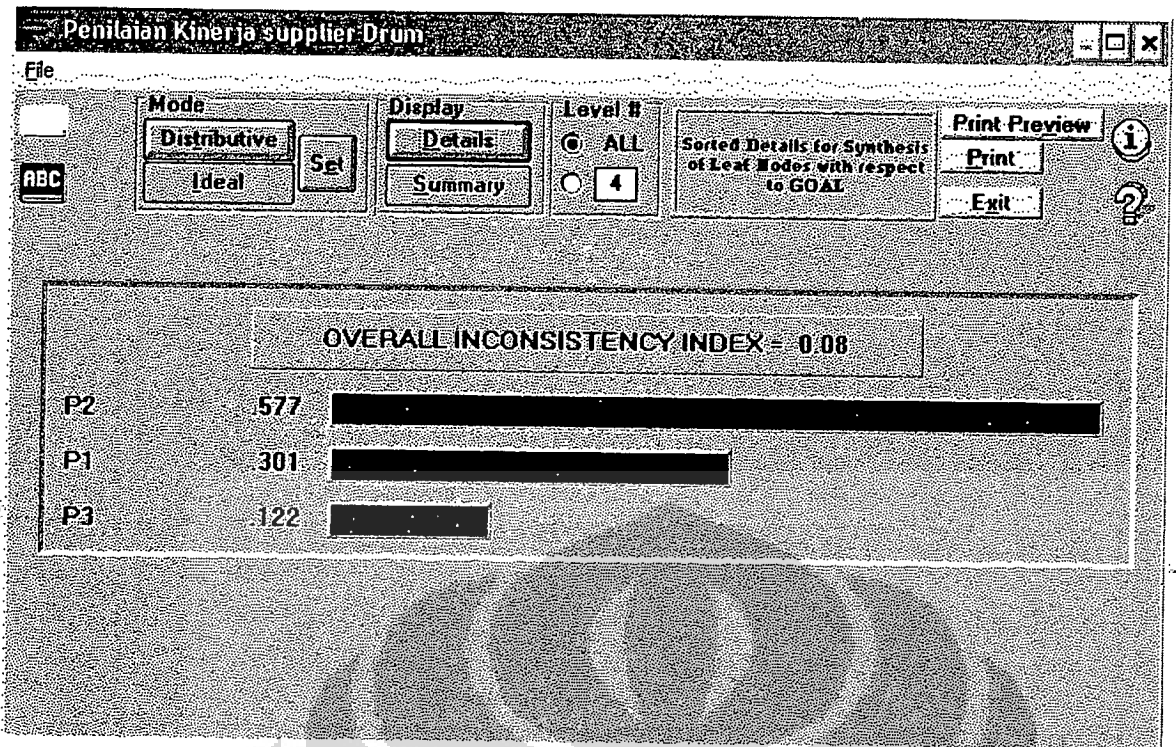 Penilaian Kinerja supplier Drum
File
Mode
Distributive
Ideal
Set
Display
Details
Summary
Level #
ALL
4
Sorted Details for Synthesis
of Leaf Nodes with respect
to GOAL
Print Preview
Print
Exit
ABC
OVERALL INCONSISTENCY INDEX = 0.08
P2 .577
P1 .301
P3 .122